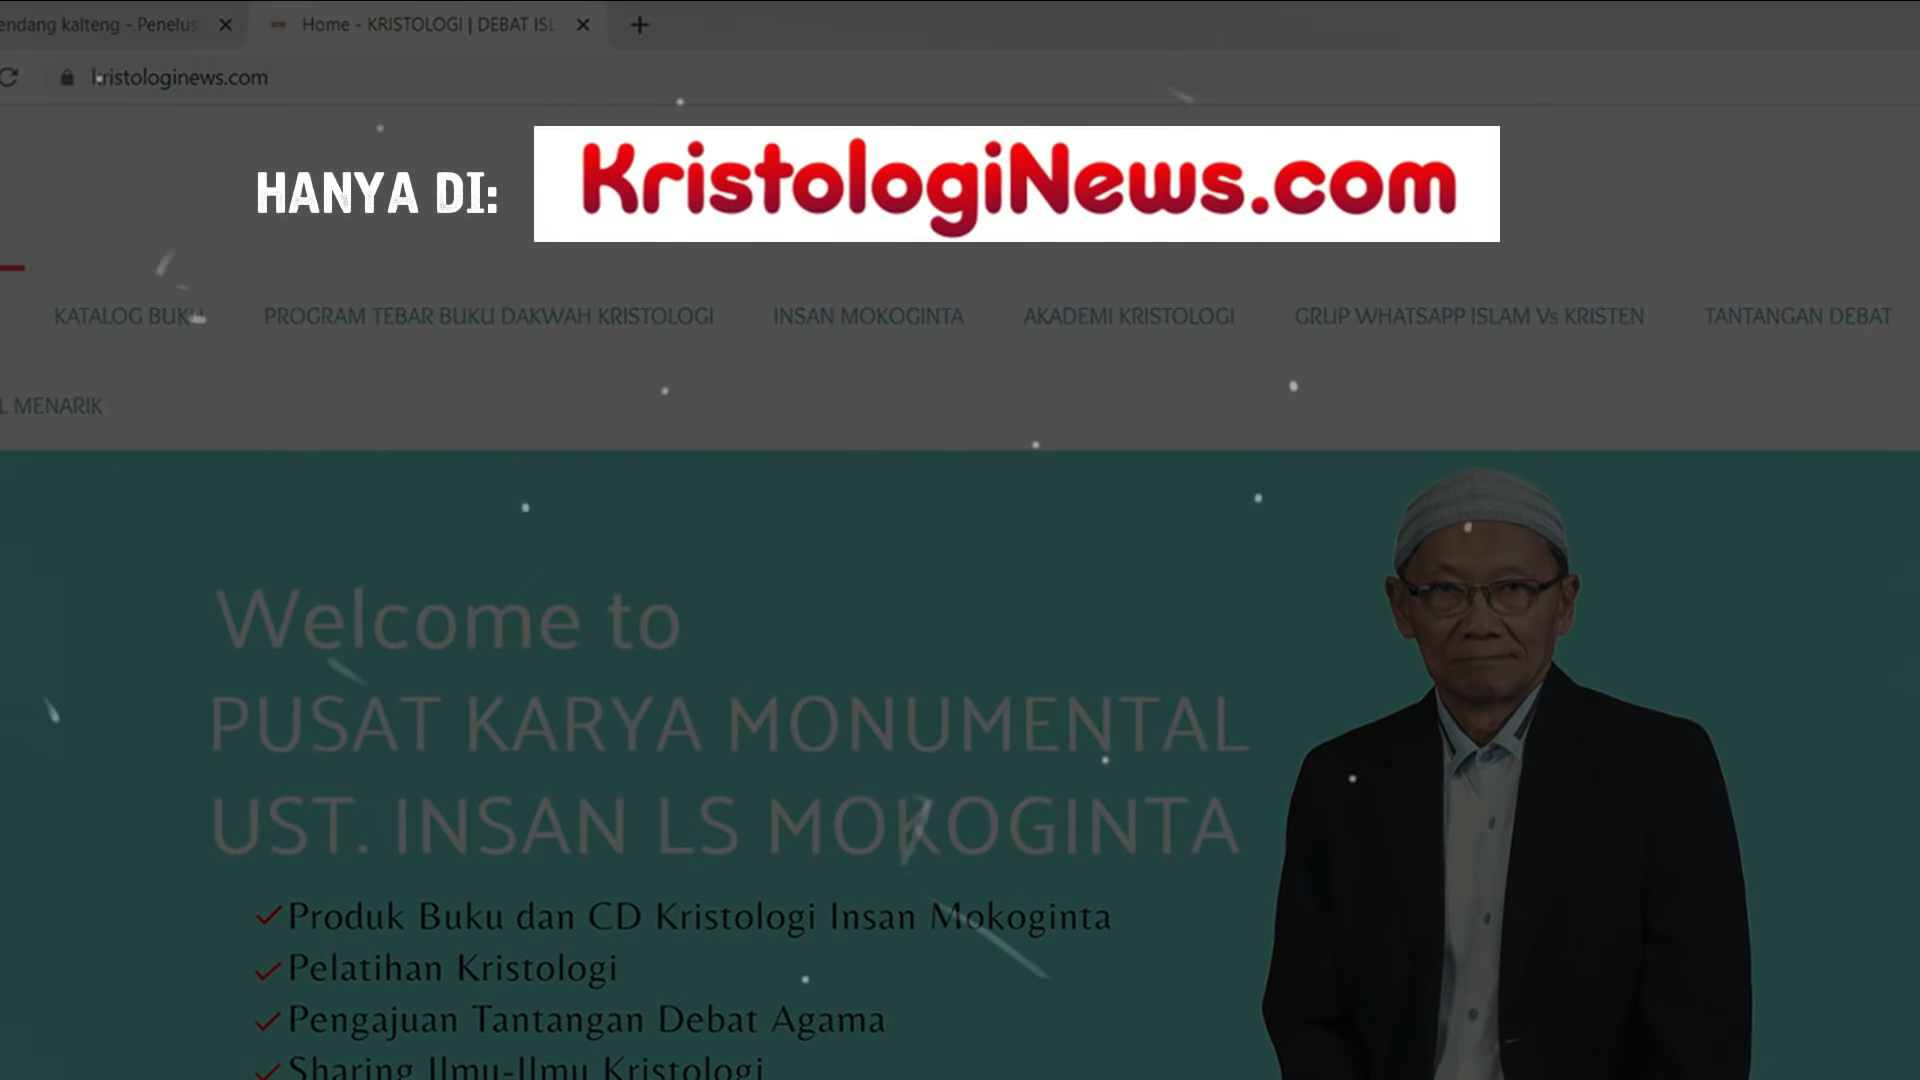 endang kalteng - Penelus
Home - KRISTOLOGI | DEBAT ISL
kristologinews.com
HANYA DI: KristologiNews.com
KATALOG BUKU PROGRAM TEBAR BUKU DAKWAH KRISTOLOGI INSAN MOKOGINTA AKADEMI KRISTOLOGI GRUP WHATSAPP ISLAM Vs KRISTEN TANTANGAN DEBAT
L MENARIK
Welcome to
PUSAT KARYA MONUMENTAL
UST. INSAN LS MOKOGINTA
Produk Buku dan CD Kristologi Insan Mokoginta
Pelatihan Kristologi
Pengajuan Tantangan Debat Agama
Sharing Ilmu-Ilmu Kristologi